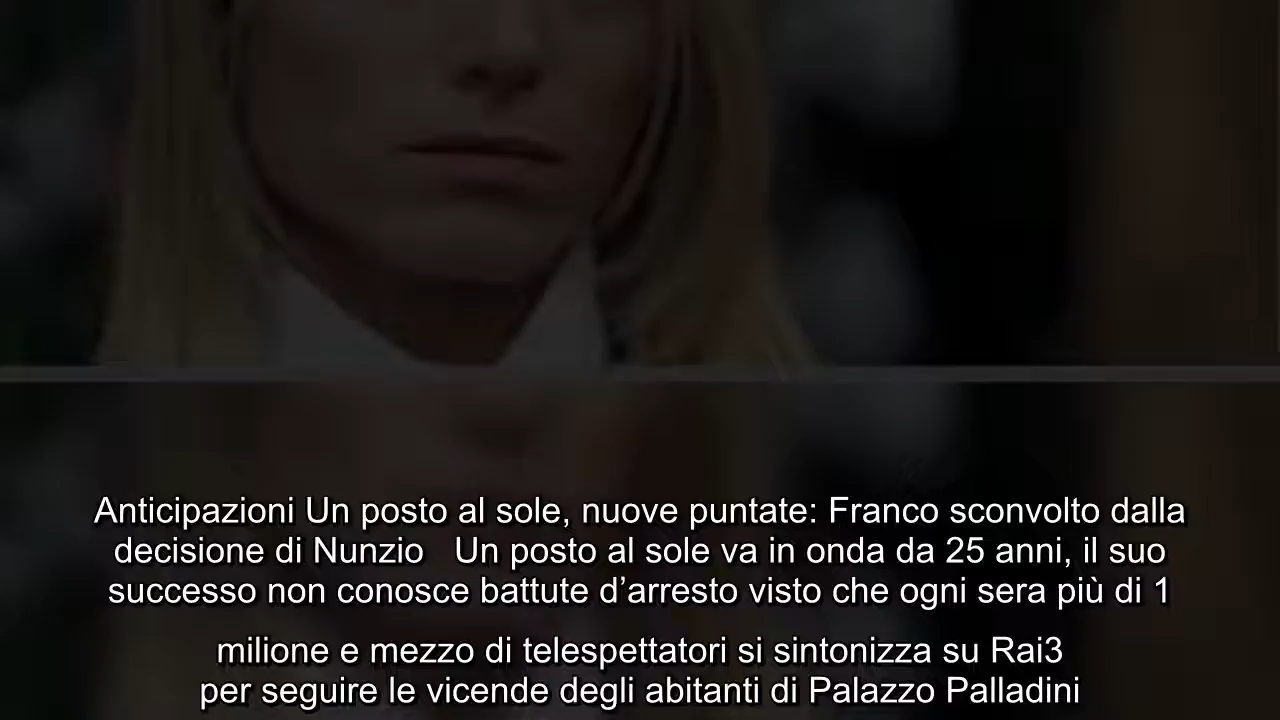 Anticipazioni Un posto al sole, nuove puntate: Franco sconvolto dalla
decisione di Nunzio   Un posto al sole va in onda da 25 anni, il suo
successo non conosce battute d’arresto visto che ogni sera più di 1
milione e mezzo di telespettatori si sintonizza su Rai3
per seguire le vicende degli abitanti di Palazzo Palladini